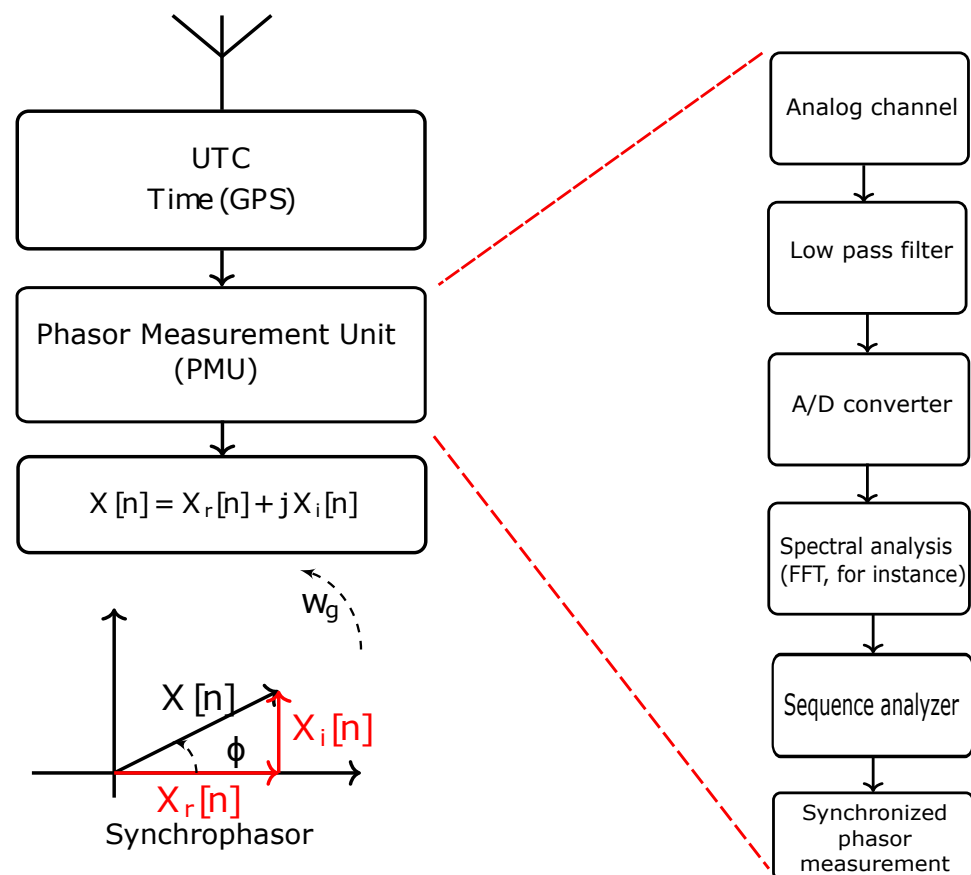 UTC
Time (GPS)
Phasor Measurement Unit
(PMU)
X[n] = X_r[n] + jX_i[n]
w_g
X[n]
X_i[n]
ϕ
X_r[n]
Synchrophasor
Analog channel
Low pass filter
A/D converter
Spectral analysis
(FFT, for instance)
Sequence analyzer
Synchronized
phasor
measurement